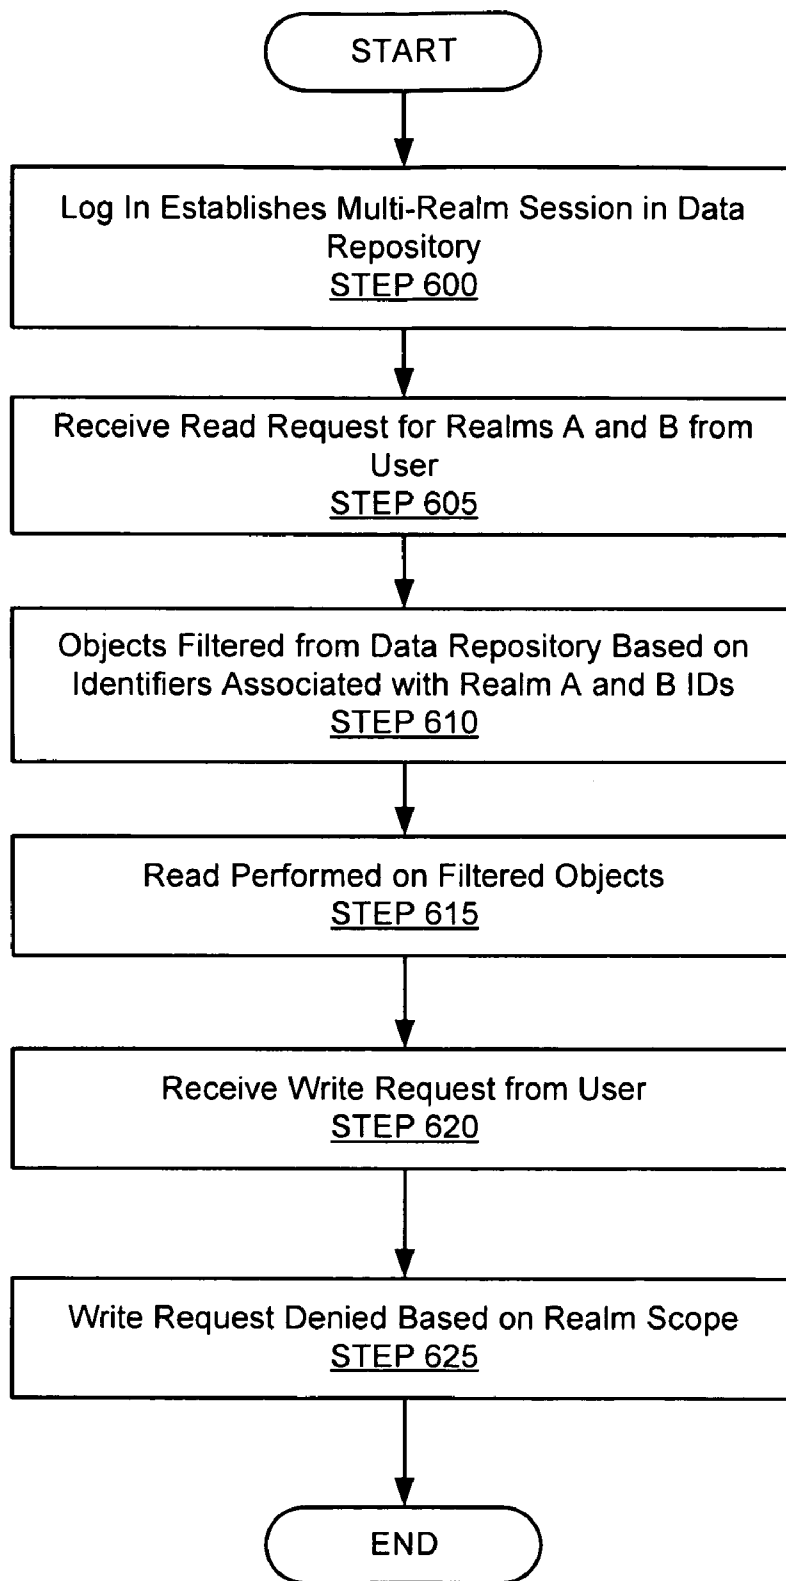 START
Log In Establishes Multi-Realm Session in Data
Repository
STEP 600
Receive Read Request for Realms A and B from
User
STEP 605
Objects Filtered from Data Repository Based on
Identifiers Associated with Realm A and B IDs
STEP 610
Read Performed on Filtered Objects
STEP 615
Receive Write Request from User
STEP 620
Write Request Denied Based on Realm Scope
STEP 625
END